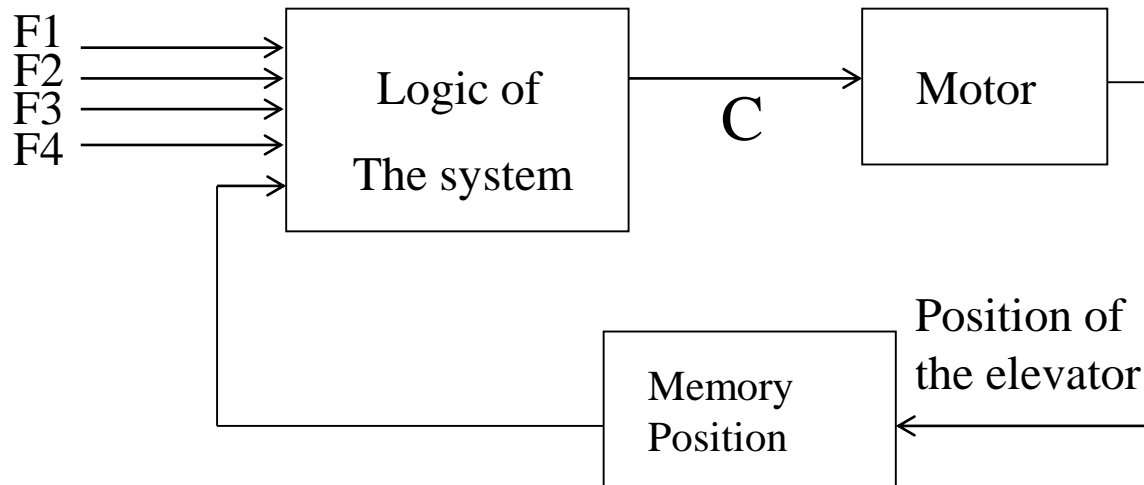 F1
F2
F3
F4
Logic of
The system
C
Motor
Position of
the elevator
Memory
Position